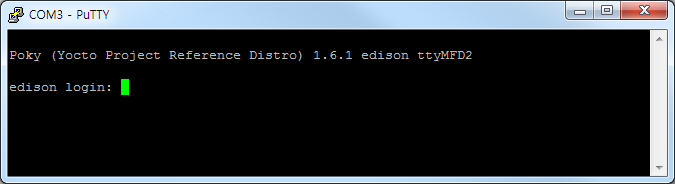 COM3 - PuTTY
Poky (Yocto Project Reference Distro) 1.6.1 edison ttyMFD2
edison login: